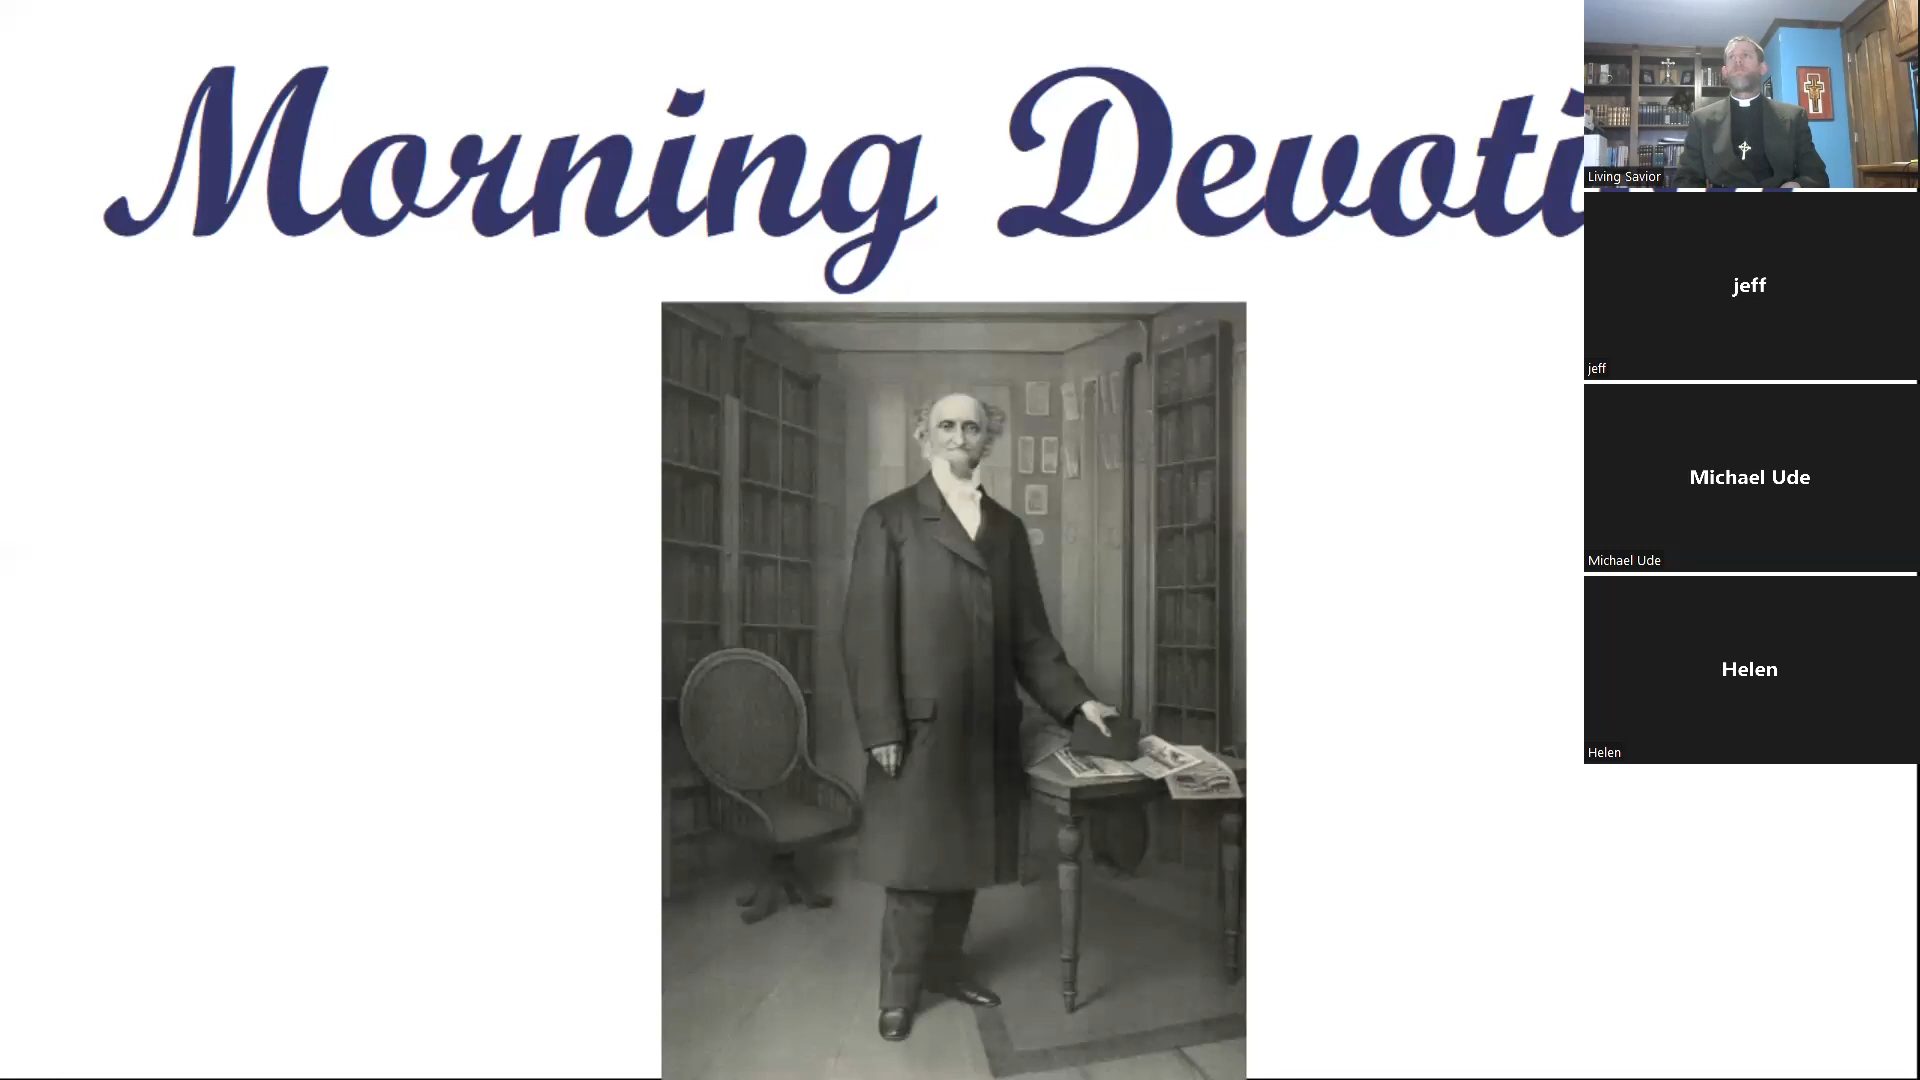 Morning Devoti
Living Savior
jeff
jeff
Michael Ude
Michael Ude
Helen
Helen